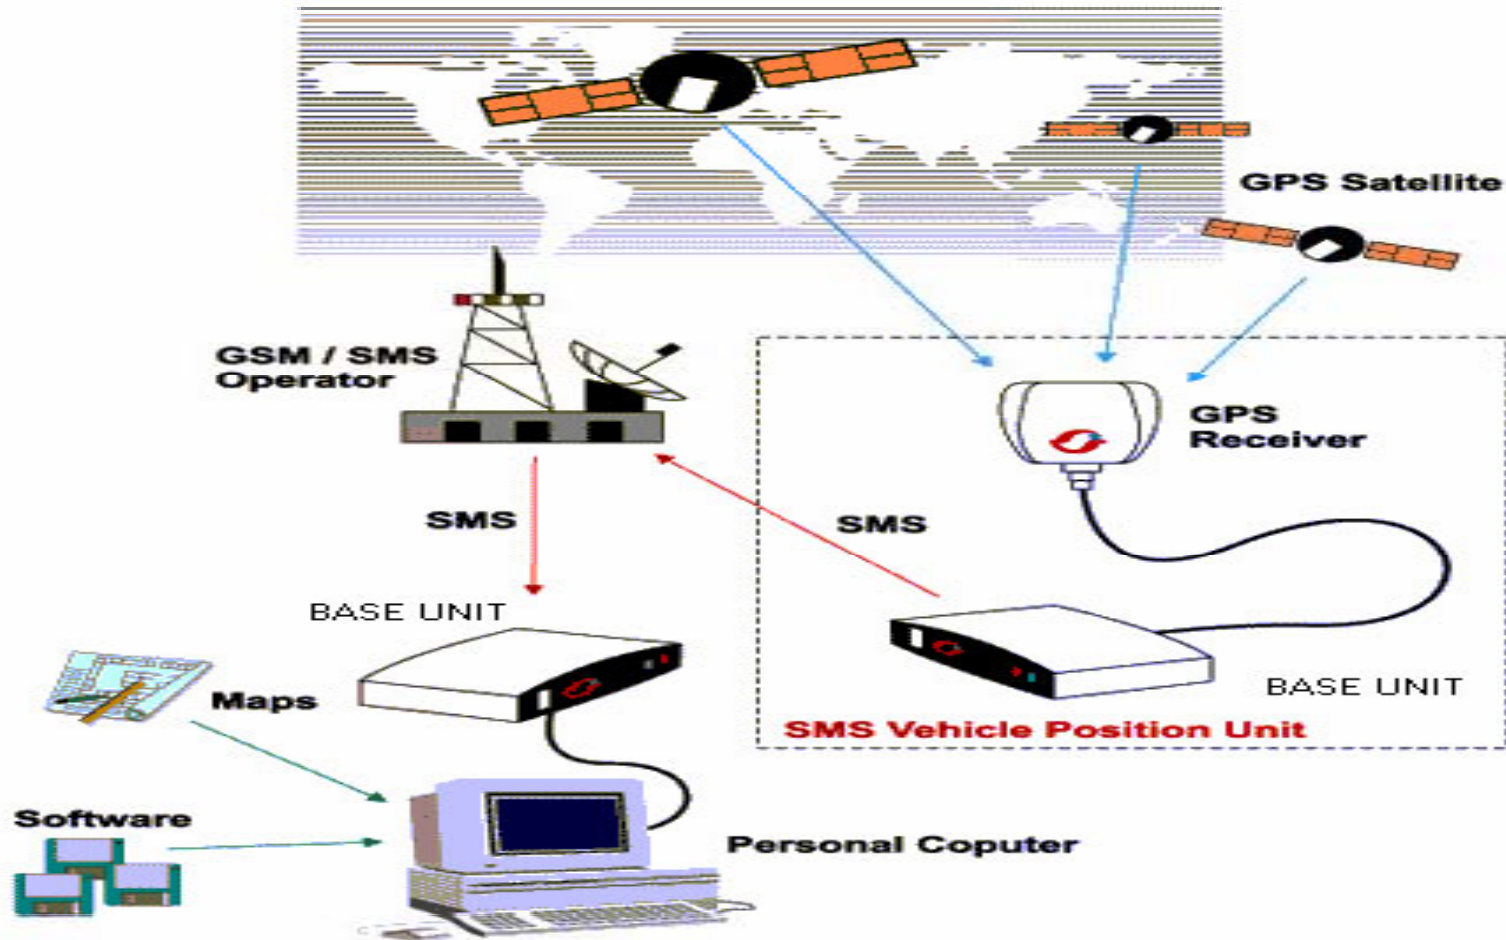 GPS Satellite
GSM / SMS
Operator
GPS
Receiver
SMS
SMS
BASE UNIT
BASE UNIT
Maps
SMS Vehicle Position Unit
Software
Personal Coputer